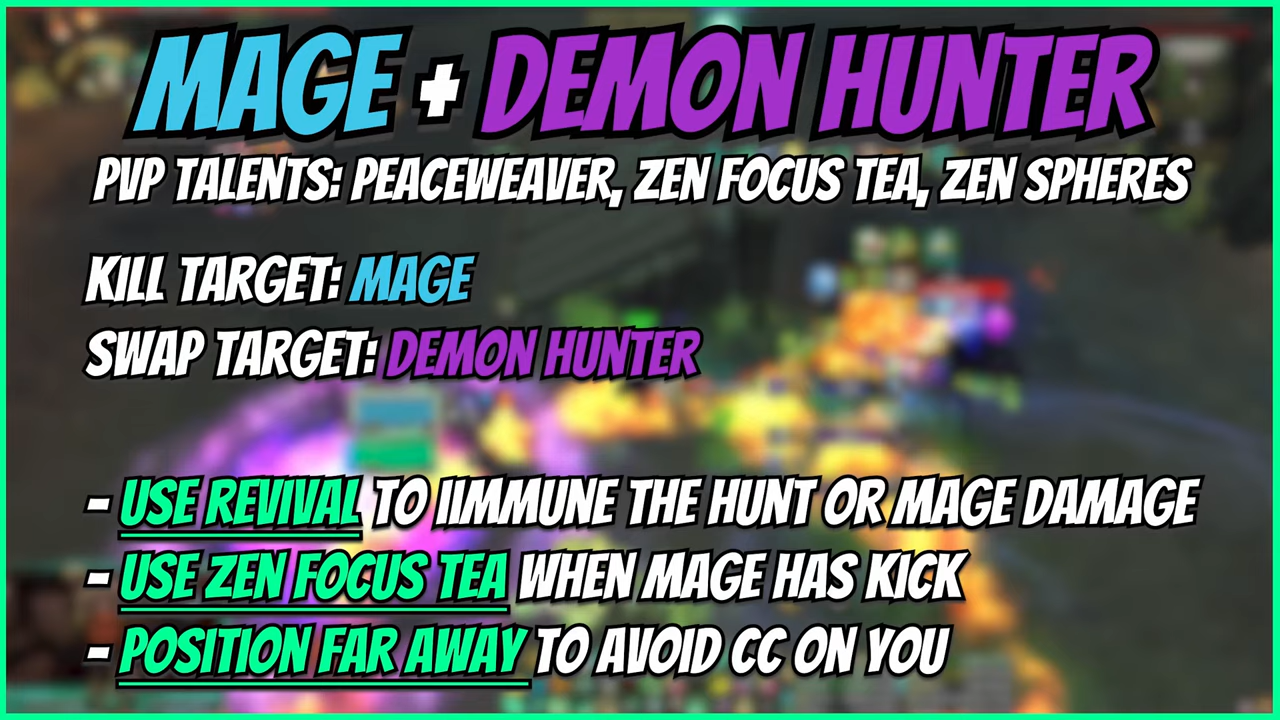 MAGE + DEMON HUNTER
PVP TALENTS: PEACEWEAVER, ZEN FOCUS TEA, ZEN SPHERES
KILL TARGET: MAGE
SWAP TARGET: DEMON HUNTER
- USE REVIVAL TO IIMMUNE THE HUNT OR MAGE DAMAGE
- USE ZEN FOCUS TEA WHEN MAGE HAS KICK
- POSITION FAR AWAY TO AVOID CC ON YOU